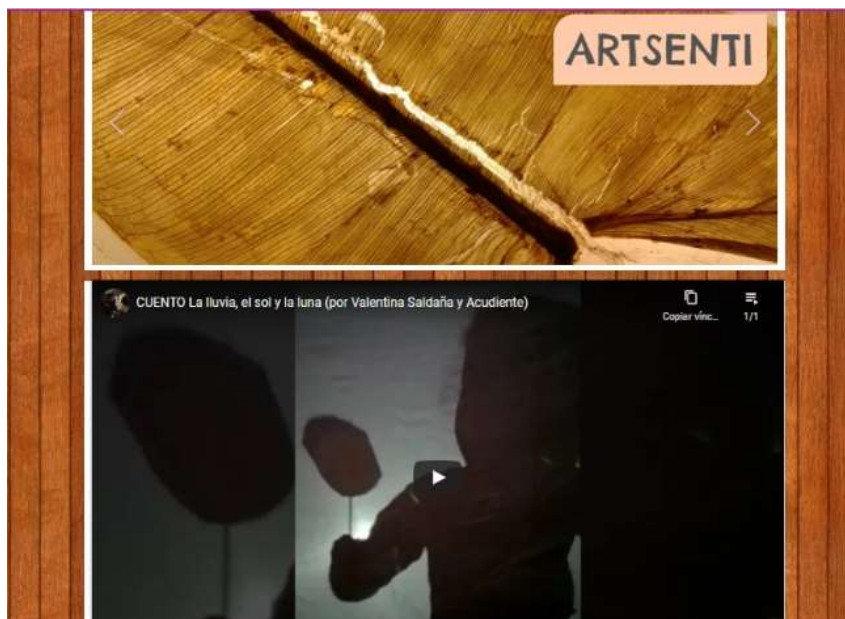 ARTSENTI
CUENTO La lluvia, el sol y la luna (por Valentina Saldaña y Acudiente)
Copiar vínc...
1/1